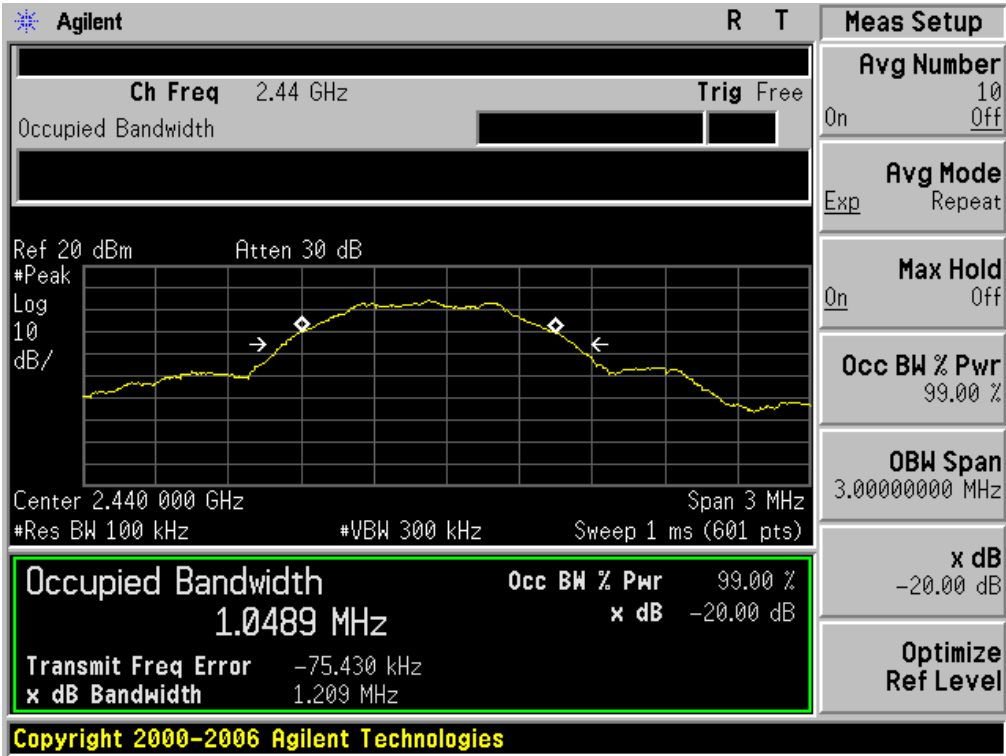 Agilent R T
Ch Freq 2.44 GHz Trig Free
Occupied Bandwidth
Ref 20 dBm Atten 30 dB
#Peak
Log
10
dB/
Center 2.440 000 GHz Span 3 MHz
#Res BW 100 kHz #VBW 300 kHz Sweep 1 ms (601 pts)
Occupied Bandwidth
1.0489 MHz
Occ BW % Pwr 99.00 %
x dB -20.00 dB
Transmit Freq Error -75.430 kHz
x dB Bandwidth 1.209 MHz
Copyright 2000-2006 Agilent Technologies
Meas Setup
Avg Number
10
On Off
Avg Mode
Exp Repeat
Max Hold
On Off
Occ BW % Pwr
99.00 %
OBW Span
3.00000000 MHz
x dB
-20.00 dB
Optimize
Ref Level